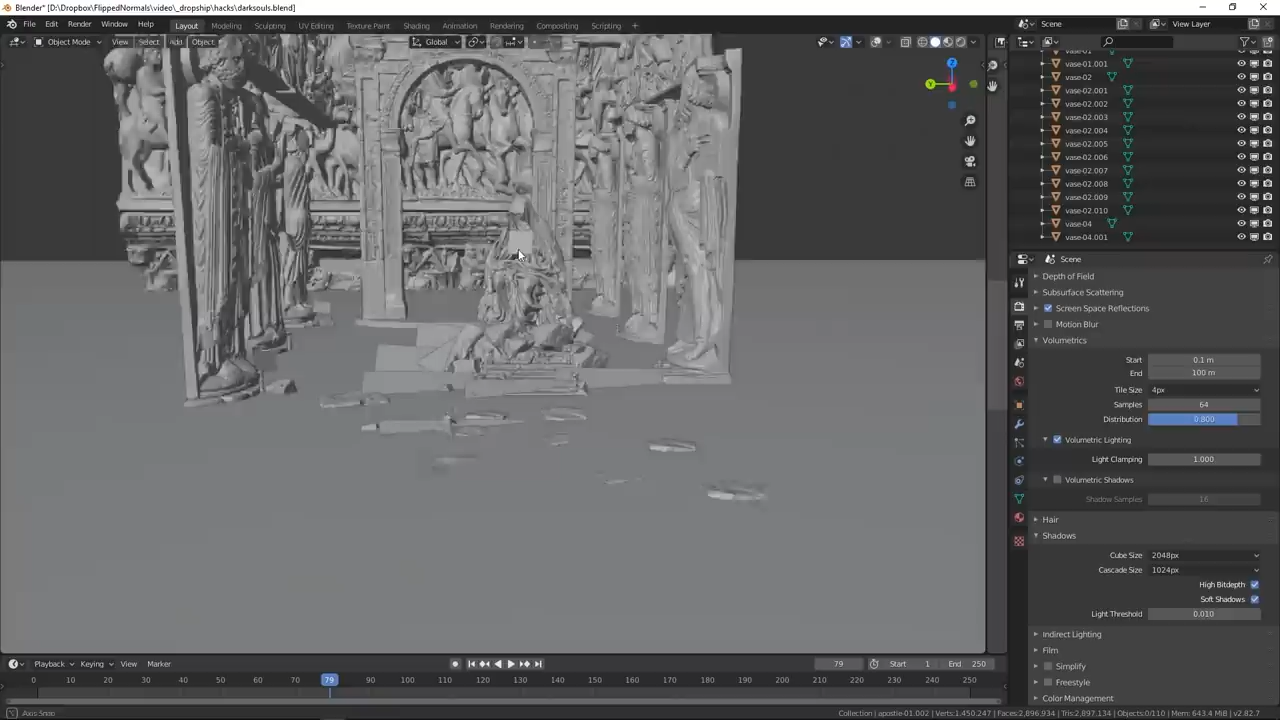 Blender* [D:\Dropbox\FlippedNormals\video\_dropship\hacks\darksouls.blend]
File Edit Render Window Help Layout Modeling Sculpting UV Editing Texture Paint Shading Animation Rendering Compositing Scripting + Scene View Layer
Object Mode View Select Add Object Global
vase-01
vase-01.001
vase-02
vase-02.001
vase-02.002
vase-02.003
vase-02.004
vase-02.005
vase-02.006
vase-02.007
vase-02.008
vase-02.009
vase-02.010
vase-04
vase-04.001
Z
Y
Scene
Depth of Field
Subsurface Scattering
Screen Space Reflections
Motion Blur
Volumetrics
Start 0.1 m
End 100 m
Tile Size 4px
Samples 64
Distribution 0.800
Volumetric Lighting
Light Clamping 1.000
Volumetric Shadows
Shadow Samples 16
Hair
Shadows
Cube Size 2048px
Cascade Size 1024px
High Bitdepth
Soft Shadows
Light Threshold 0.010
Indirect Lighting
Film
Simplify
Freestyle
Color Management
Playback Keying View Marker 79 Start 1 End 250
0 10 20 30 40 50 60 70 79 90 100 110 120 130 140 150 160 170 180 190 200 210 220 230 240 250
Axis Snap Collection | apostle-01.002 | Verts:1,450,247 | Faces:2,896,934 | Tris:2,897,134 | Objects:0/110 | Mem: 643.4 MiB | v2.82.7